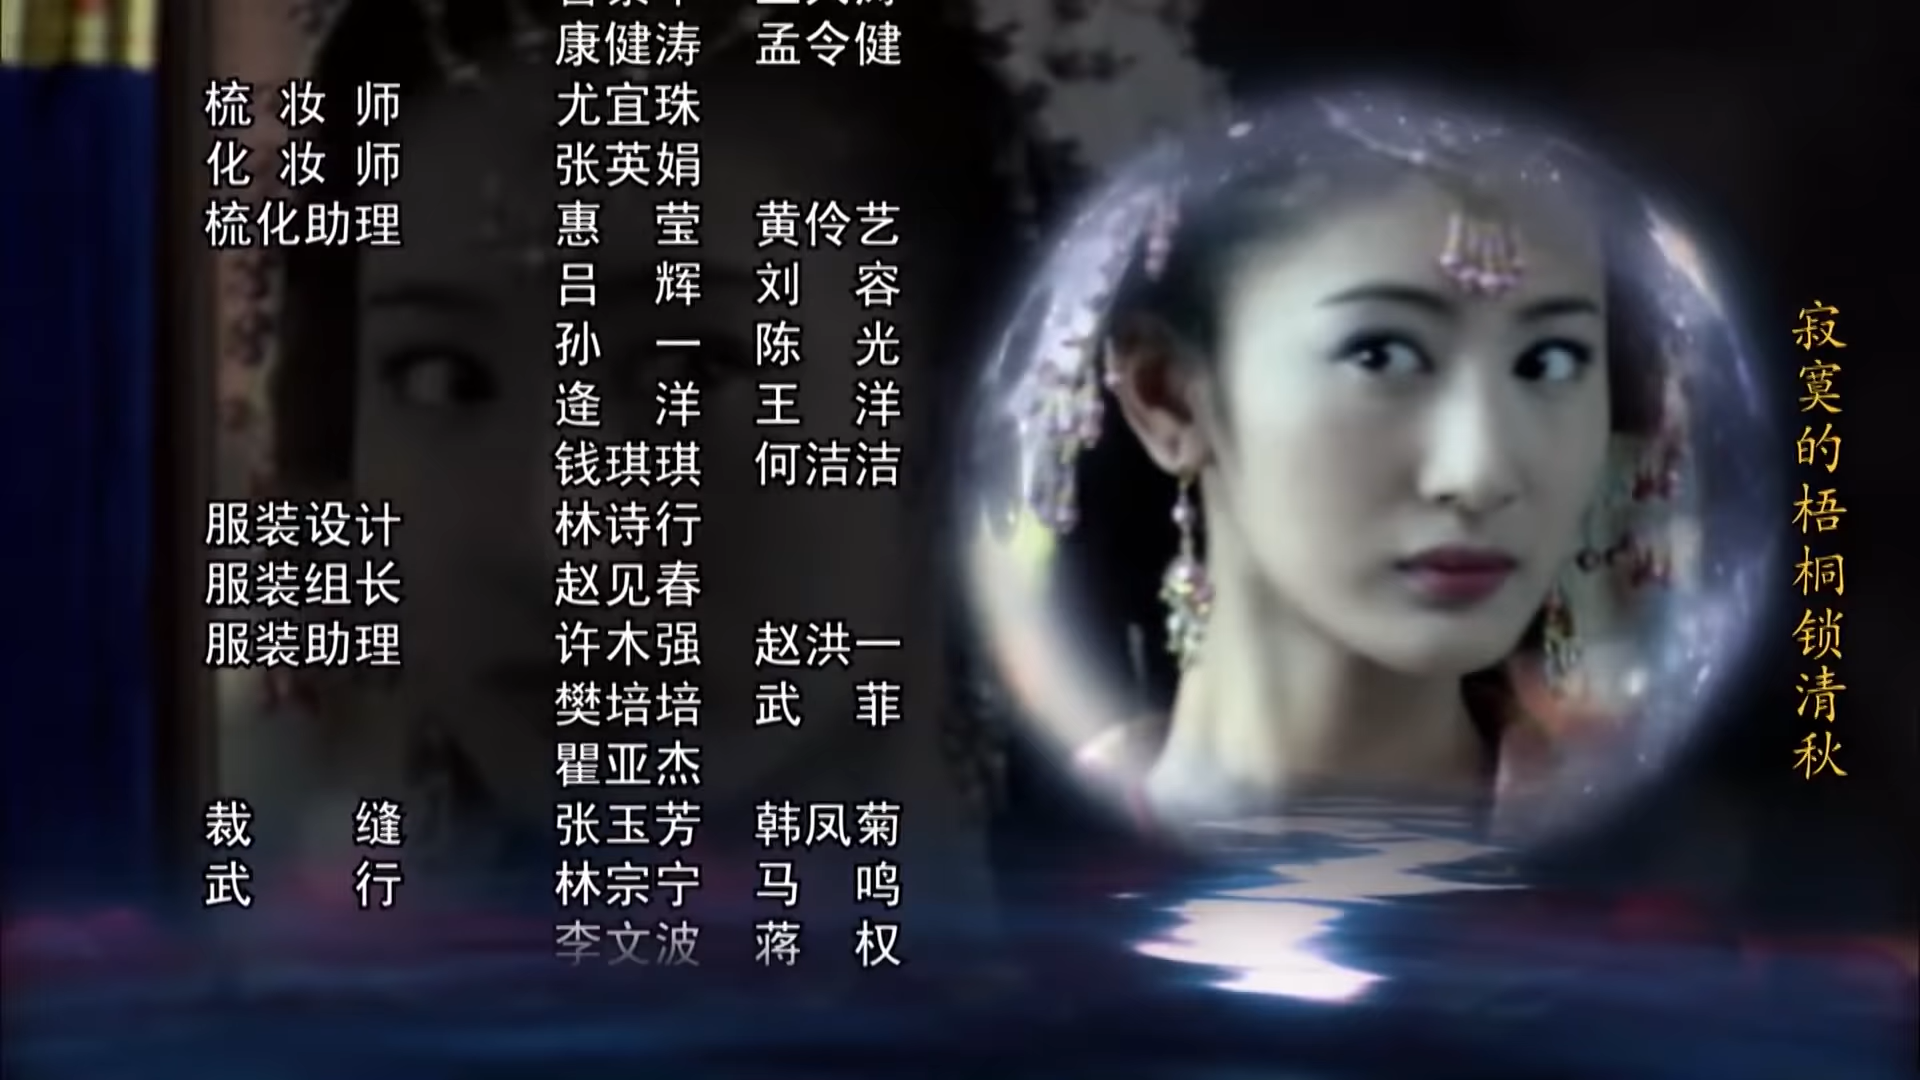 康健涛 孟令健
梳妆师 尤宜珠
化妆师 张英娟
梳化助理 惠莹 黄伶艺
吕辉 刘容
孙一 陈光
逄洋 王洋
钱琪琪 何洁洁
服装设计 林诗行
服装组长 赵见春
服装助理 许木强 赵洪一
樊培培 武菲
瞿亚杰
裁缝 张玉芳 韩凤菊
武行 林宗宁 马鸣
李文波 蒋权
寂寞的梧桐锁清秋